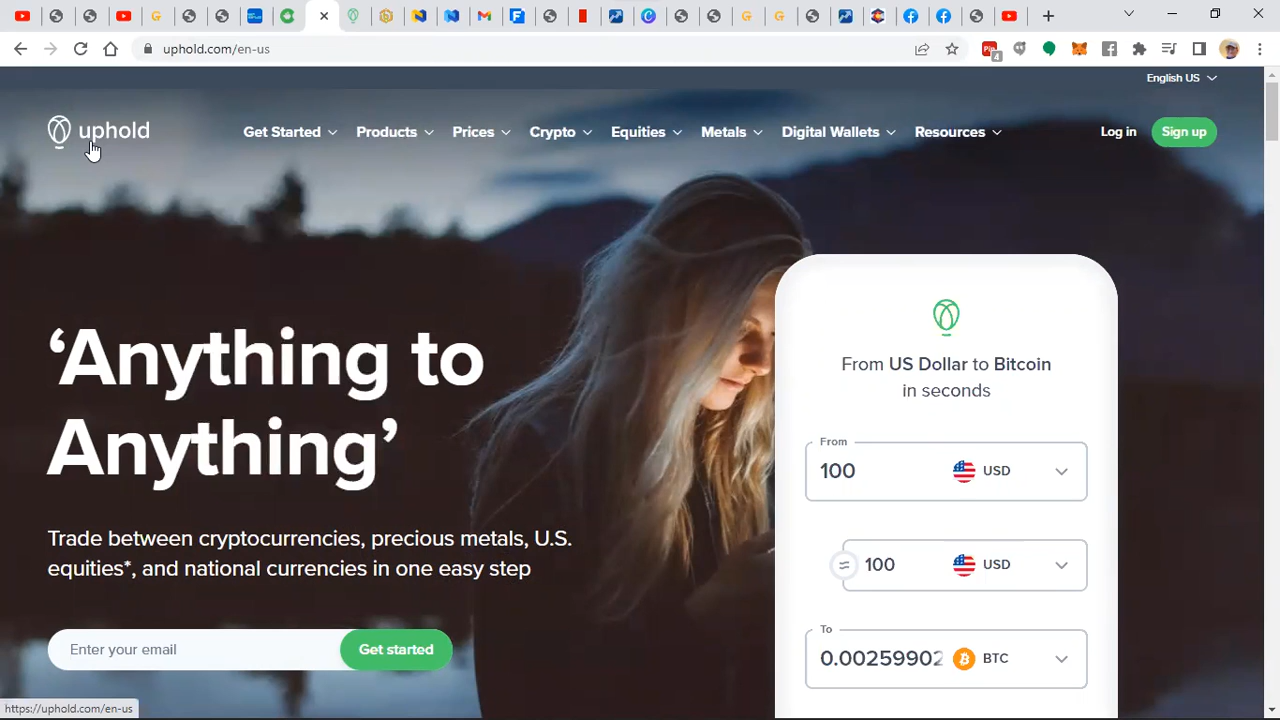 uphold.com/en-us
4
English US
uphold
Get Started
Products
Prices
Crypto
Equities
Metals
Digital Wallets
Resources
Log in
Sign up
‘Anything to
Anything’
Trade between cryptocurrencies, precious metals, U.S.
equities*, and national currencies in one easy step
Enter your email
Get started
From US Dollar to Bitcoin
in seconds
From
100
USD
100
USD
To
0.00259902
BTC
https://uphold.com/en-us